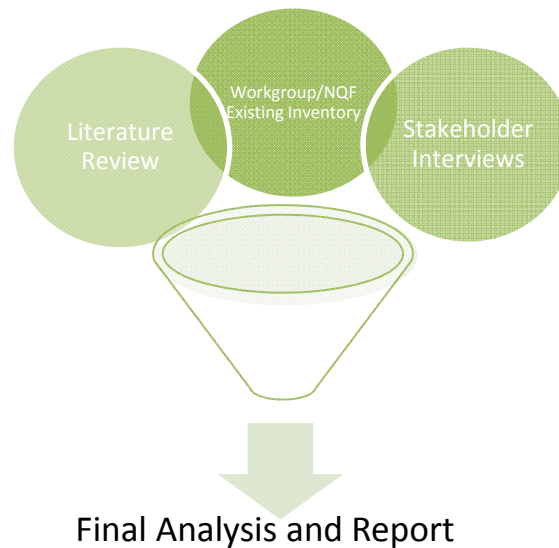 Literature
Review
Workgroup/NQF
Existing Inventory
Stakeholder
Interviews
Final Analysis and Report